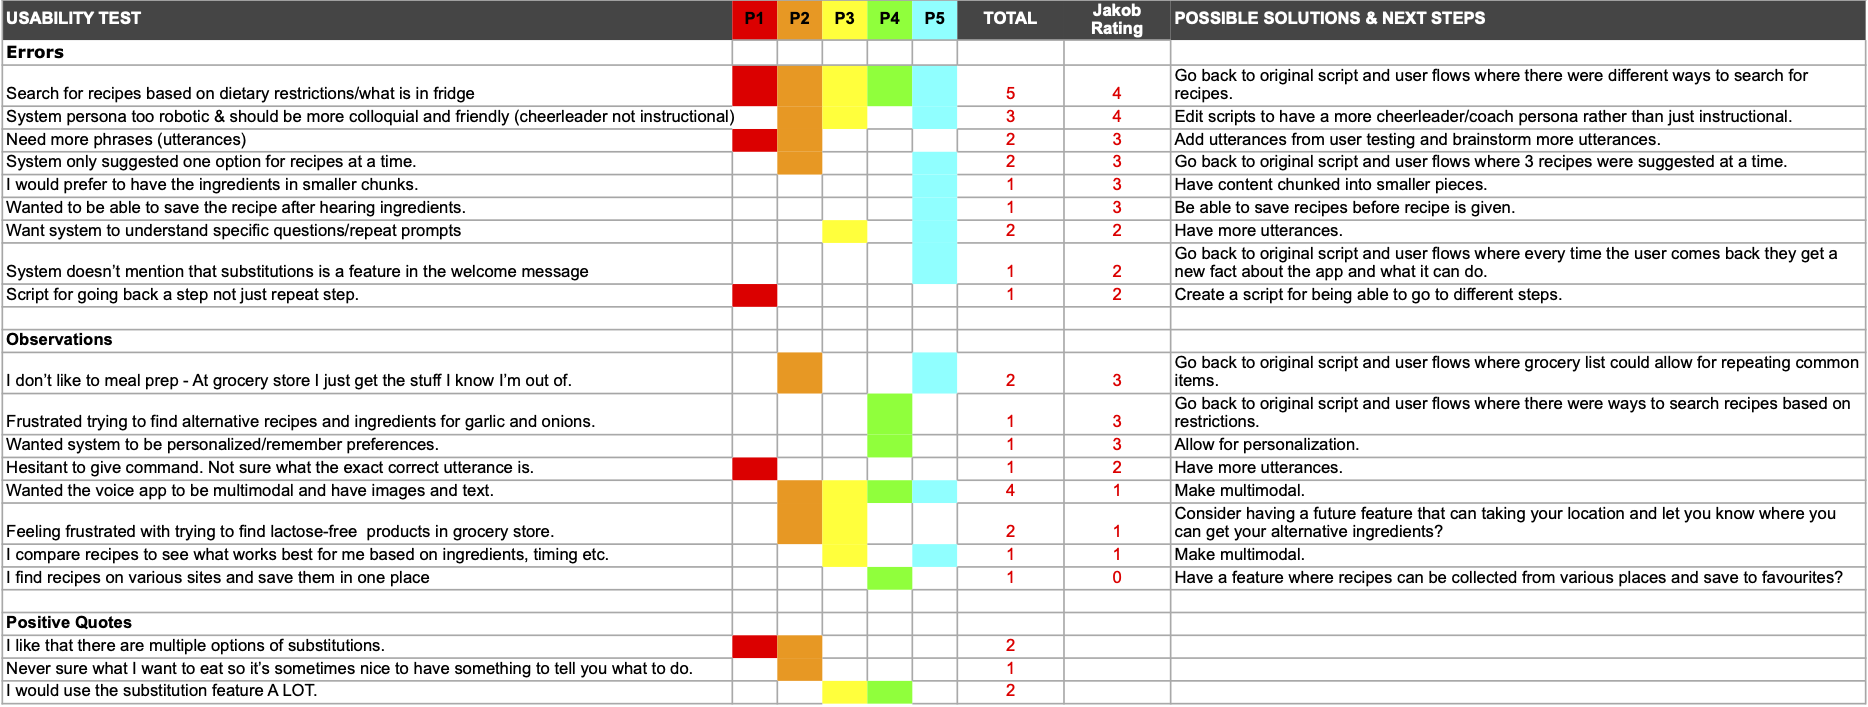 USABILITY TEST P1 P2 P3 P4 P5 TOTAL Jakob Rating POSSIBLE SOLUTIONS & NEXT STEPS
Errors
Search for recipes based on dietary restrictions/what is in fridge 5 4 Go back to original script and user flows where there were different ways to search for recipes.
System persona too robotic & should be more colloquial and friendly (cheerleader not instructional) 3 4 Edit scripts to have a more cheerleader/coach persona rather than just instructional.
Need more phrases (utterances) 2 3 Add utterances from user testing and brainstorm more utterances.
System only suggested one option for recipes at a time. 2 3 Go back to original script and user flows where 3 recipes were suggested at a time.
I would prefer to have the ingredients in smaller chunks. 1 3 Have content chunked into smaller pieces.
Wanted to be able to save the recipe after hearing ingredients. 1 3 Be able to save recipes before recipe is given.
Want system to understand specific questions/repeat prompts 2 2 Have more utterances.
System doesn't mention that substitutions is a feature in the welcome message 1 2 Go back to original script and user flows where every time the user comes back they get a new fact about the app and what it can do.
Script for going back a step not just repeat step. 1 2 Create a script for being able to go to different steps.
Observations
I don't like to meal prep - At grocery store I just get the stuff I know I'm out of. 2 3 Go back to original script and user flows where grocery list could allow for repeating common items.
Frustrated trying to find alternative recipes and ingredients for garlic and onions. 1 3 Go back to original script and user flows where there were ways to search recipes based on restrictions.
Wanted system to be personalized/remember preferences. 1 3 Allow for personalization.
Hesitant to give command. Not sure what the exact correct utterance is. 1 2 Have more utterances.
Wanted the voice app to be multimodal and have images and text. 4 1 Make multimodal.
Feeling frustrated with trying to find lactose-free products in grocery store. 2 1 Consider having a future feature that can taking your location and let you know where you can get your alternative ingredients?
I compare recipes to see what works best for me based on ingredients, timing etc. 1 1 Make multimodal.
I find recipes on various sites and save them in one place 1 0 Have a feature where recipes can be collected from various places and save to favourites?
Positive Quotes
I like that there are multiple options of substitutions. 2
Never sure what I want to eat so it's sometimes nice to have something to tell you what to do. 1
I would use the substitution feature A LOT. 2